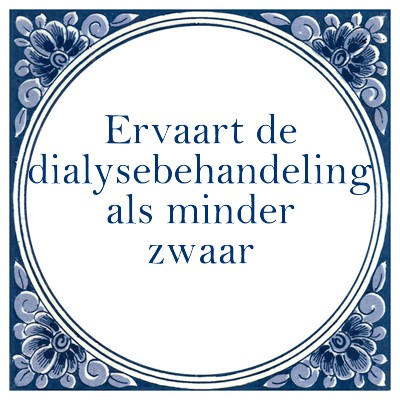 Ervaart de
dialysebehandeling
als minder
zwaar